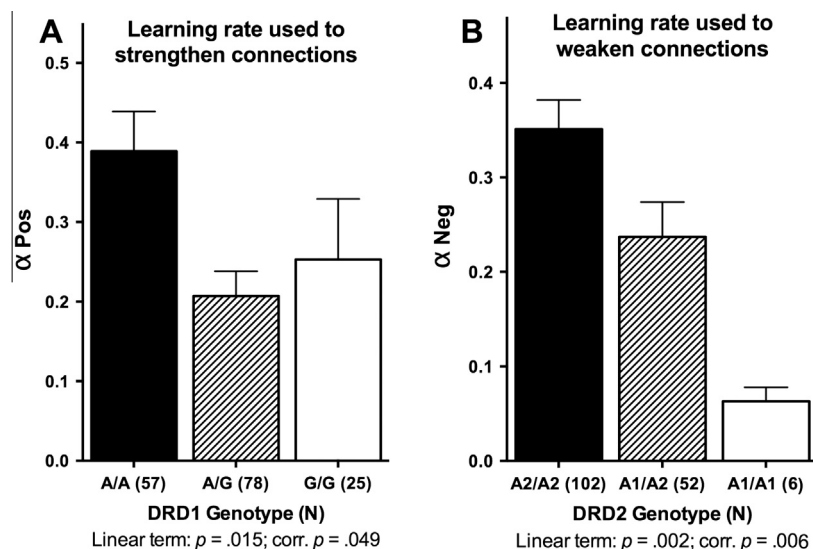 A
Learning rate used to
strengthen connections
0.5
0.4
0.3
0.2
0.1
0.0
α Pos
A/A (57) A/G (78) G/G (25)
DRD1 Genotype (N)
Linear term: p = .015; corr. p = .049
B
Learning rate used to
weaken connections
0.4
0.3
0.2
0.1
0.0
α Neg
A2/A2 (102) A1/A2 (52) A1/A1 (6)
DRD2 Genotype (N)
Linear term: p = .002; corr. p = .006